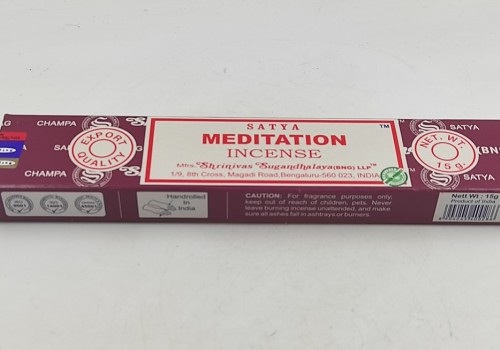 CHAMPA
SATYA
SATYA
TM
EXPORT
QUALITY
MEDITATION
INCENSE
NET. WT.
15 g.
Mfrs. Shrinivas Sugandhalaya(BNG) LLP™
1/9, 8th Cross, Magadi Road, Bengaluru-560 023, INDIA
CHAMPA
SATYA
Handrolled
in
India
CAUTION: For fragrance purposes only,
keep out of reach of children, pets. Never
leave burning incense unattended, and make
sure all ashes fall in ashtrays or burners.
Nett Wt : 15g
Product of India